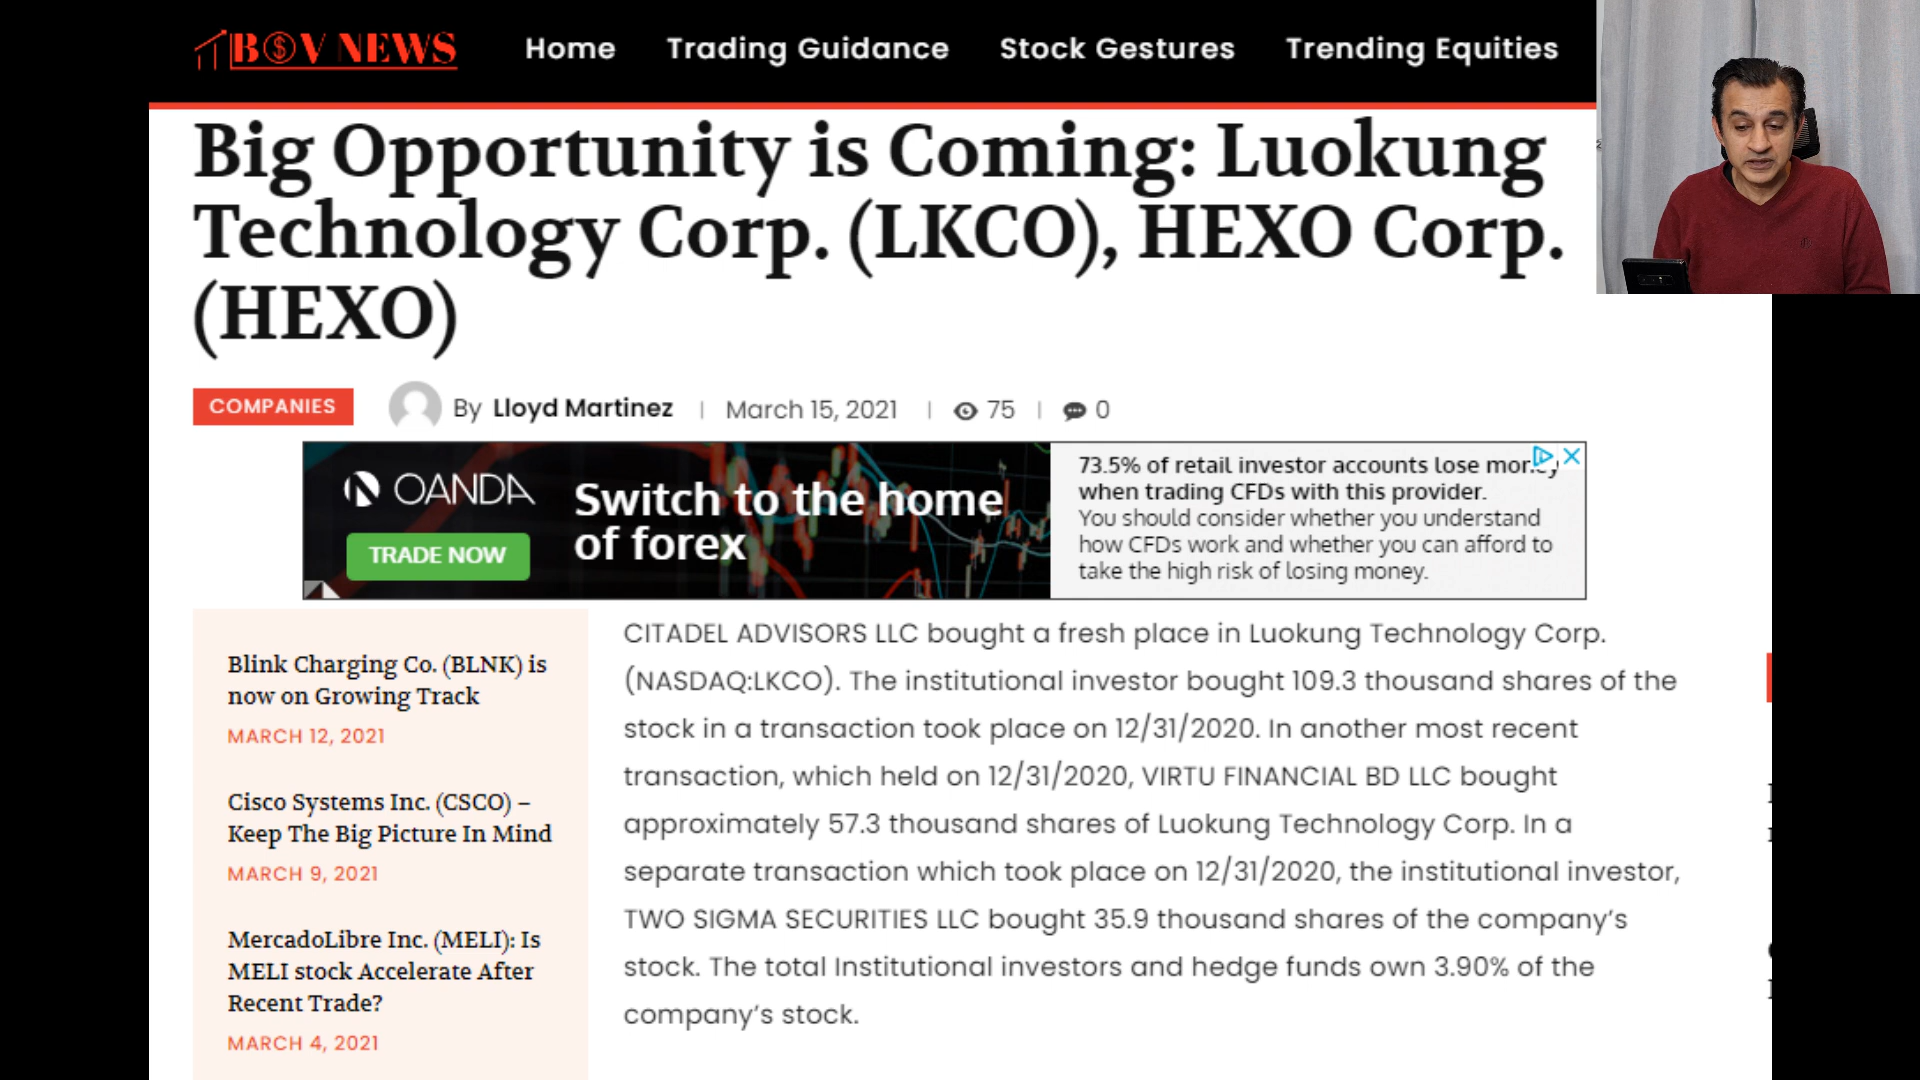 BOV NEWS
Home Trading Guidance Stock Gestures Trending Equities
Big Opportunity is Coming: Luokung
Technology Corp. (LKCO), HEXO Corp.
(HEXO)
COMPANIES
By Lloyd Martinez | March 15, 2021 | 75 | 0
OANDA
TRADE NOW
Switch to the home
of forex
73.5% of retail investor accounts lose money
when trading CFDs with this provider.
You should consider whether you understand
how CFDs work and whether you can afford to
take the high risk of losing money.
Blink Charging Co. (BLNK) is
now on Growing Track
MARCH 12, 2021
Cisco Systems Inc. (CSCO) –
Keep The Big Picture In Mind
MARCH 9, 2021
MercadoLibre Inc. (MELI): Is
MELI stock Accelerate After
Recent Trade?
MARCH 4, 2021
CITADEL ADVISORS LLC bought a fresh place in Luokung Technology Corp.
(NASDAQ:LKCO). The institutional investor bought 109.3 thousand shares of the
stock in a transaction took place on 12/31/2020. In another most recent
transaction, which held on 12/31/2020, VIRTU FINANCIAL BD LLC bought
approximately 57.3 thousand shares of Luokung Technology Corp. In a
separate transaction which took place on 12/31/2020, the institutional investor,
TWO SIGMA SECURITIES LLC bought 35.9 thousand shares of the company’s
stock. The total Institutional investors and hedge funds own 3.90% of the
company’s stock.